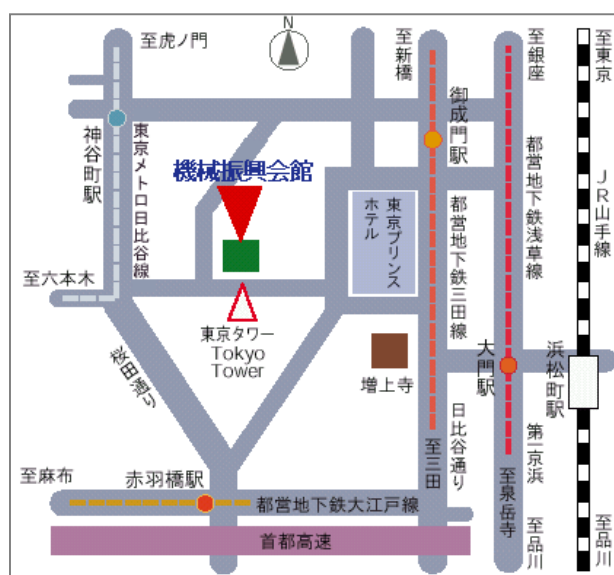 至虎ノ門
N
至新橋
至銀座
至東京
御成門駅
神谷町駅
東京メトロ日比谷線
機械振興会館
都営地下鉄浅草線
JR山手線
東京プリンス
ホテル
都営地下鉄三田線
至六本木
東京タワー
Tokyo
Tower
桜田通り
増上寺
大門駅
浜松町駅
日比谷通り
至三田
第一京浜
至泉岳寺
至品川
至麻布
赤羽橋駅
都営地下鉄大江戸線
首都高速
至品川